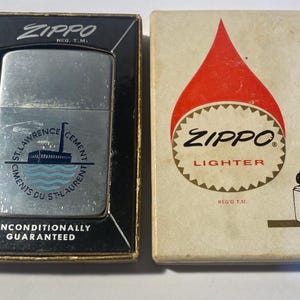 ZIPPO
REG. T.M.
ST. LAWRENCE CEMENT
CIMENTS DU ST-LAURENT
UNCONDITIONALLY
GUARANTEED
ZIPPO®
LIGHTER
REG'D T.M.